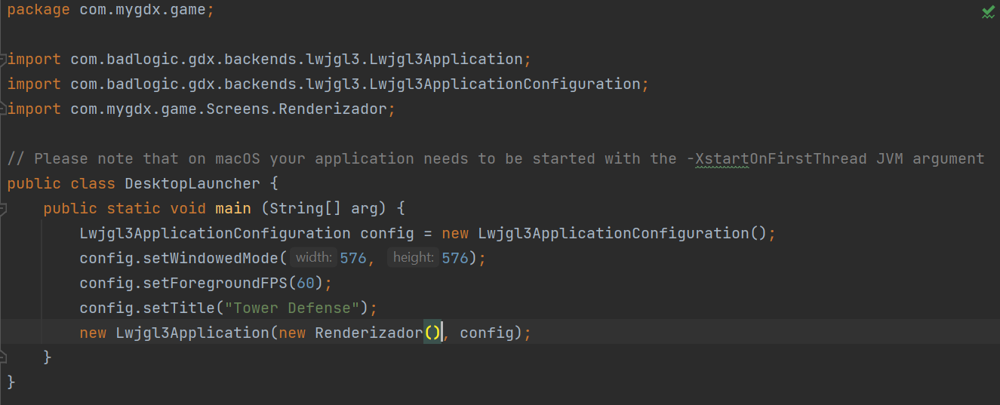 package com.mygdx.game;
import com.badlogic.gdx.backends.lwjgl3.Lwjgl3Application;
import com.badlogic.gdx.backends.lwjgl3.Lwjgl3ApplicationConfiguration;
import com.mygdx.game.Screens.Renderizador;
// Please note that on macOS your application needs to be started with the -XstartOnFirstThread JVM argument
public class DesktopLauncher {
    public static void main (String[] arg) {
        Lwjgl3ApplicationConfiguration config = new Lwjgl3ApplicationConfiguration();
        config.setWindowedMode( width: 576, height: 576);
        config.setForegroundFPS(60);
        config.setTitle("Tower Defense");
        new Lwjgl3Application(new Renderizador(), config);
    }
}